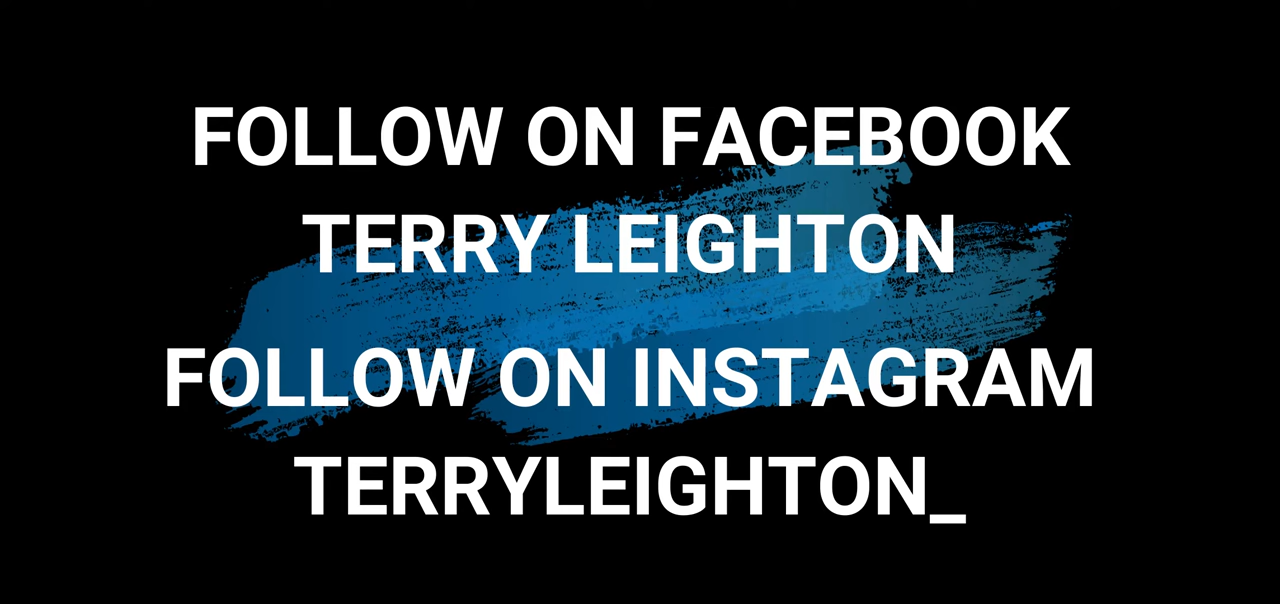 FOLLOW ON FACEBOOK
TERRY LEIGHTON
FOLLOW ON INSTAGRAM
TERRYLEIGHTON_